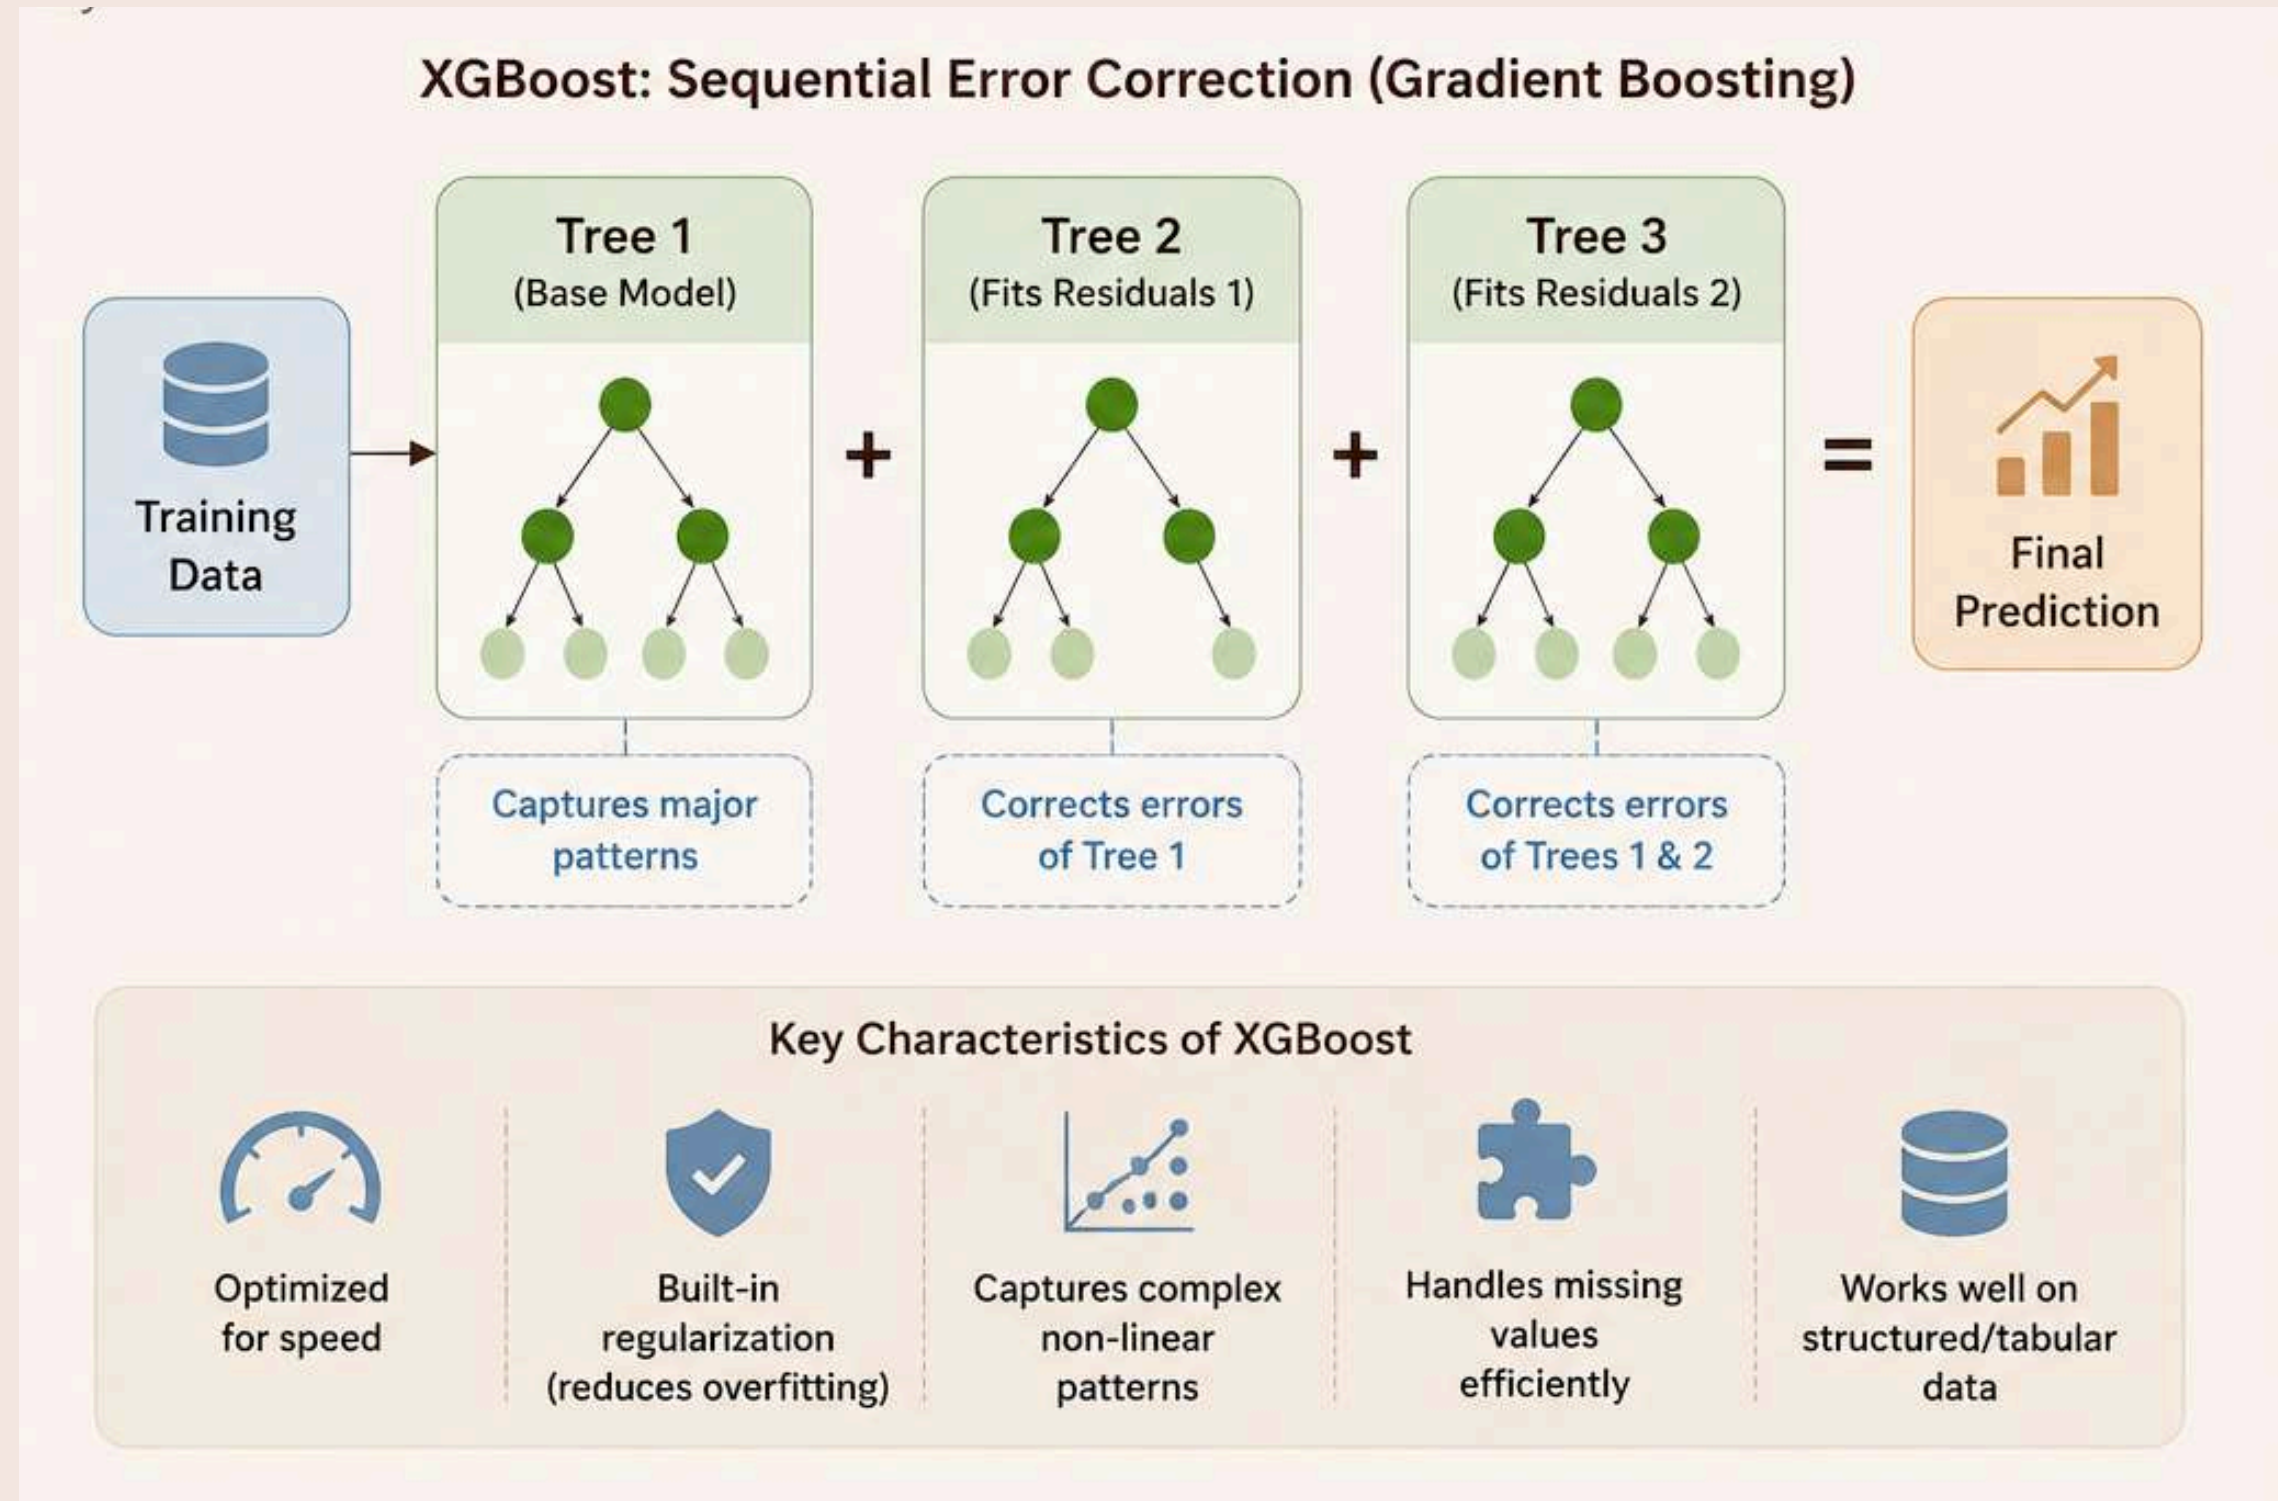 XGBoost: Sequential Error Correction (Gradient Boosting)
Tree 1
(Base Model)
Tree 2
(Fits Residuals 1)
Tree 3
(Fits Residuals 2)
Training
Data
+
+
=
Final
Prediction
Captures major
patterns
Corrects errors
of Tree 1
Corrects errors
of Trees 1 & 2
Key Characteristics of XGBoost
Optimized
for speed
Built-in
regularization
(reduces overfitting)
Captures complex
non-linear
patterns
Handles missing
values
efficiently
Works well on
structured/tabular
data